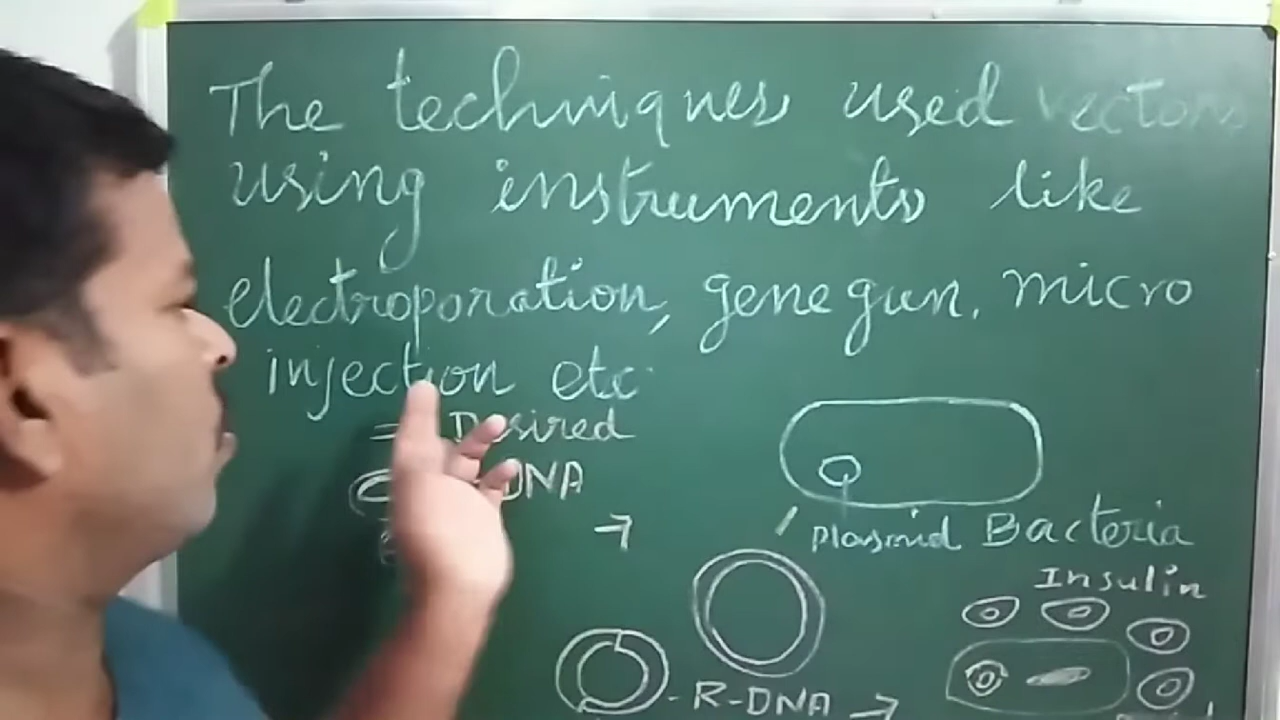 The techniques used vectors
using instruments like
electroporation, gene gun, micro
injection etc.
= Desired
DNA
Plasmid Bacteria
Insulin
R-DNA